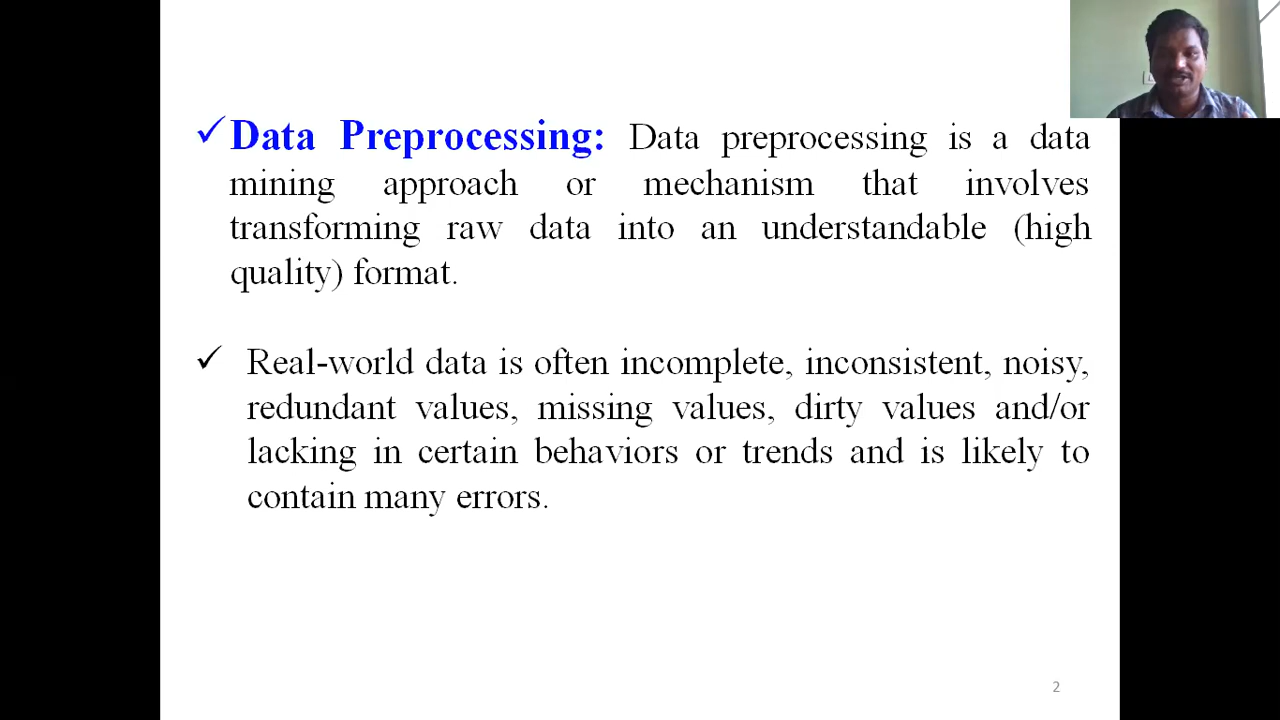 ✓Data Preprocessing: Data preprocessing is a data
mining approach or mechanism that involves
transforming raw data into an understandable (high
quality) format.
✓ Real-world data is often incomplete, inconsistent, noisy,
redundant values, missing values, dirty values and/or
lacking in certain behaviors or trends and is likely to
contain many errors.
2